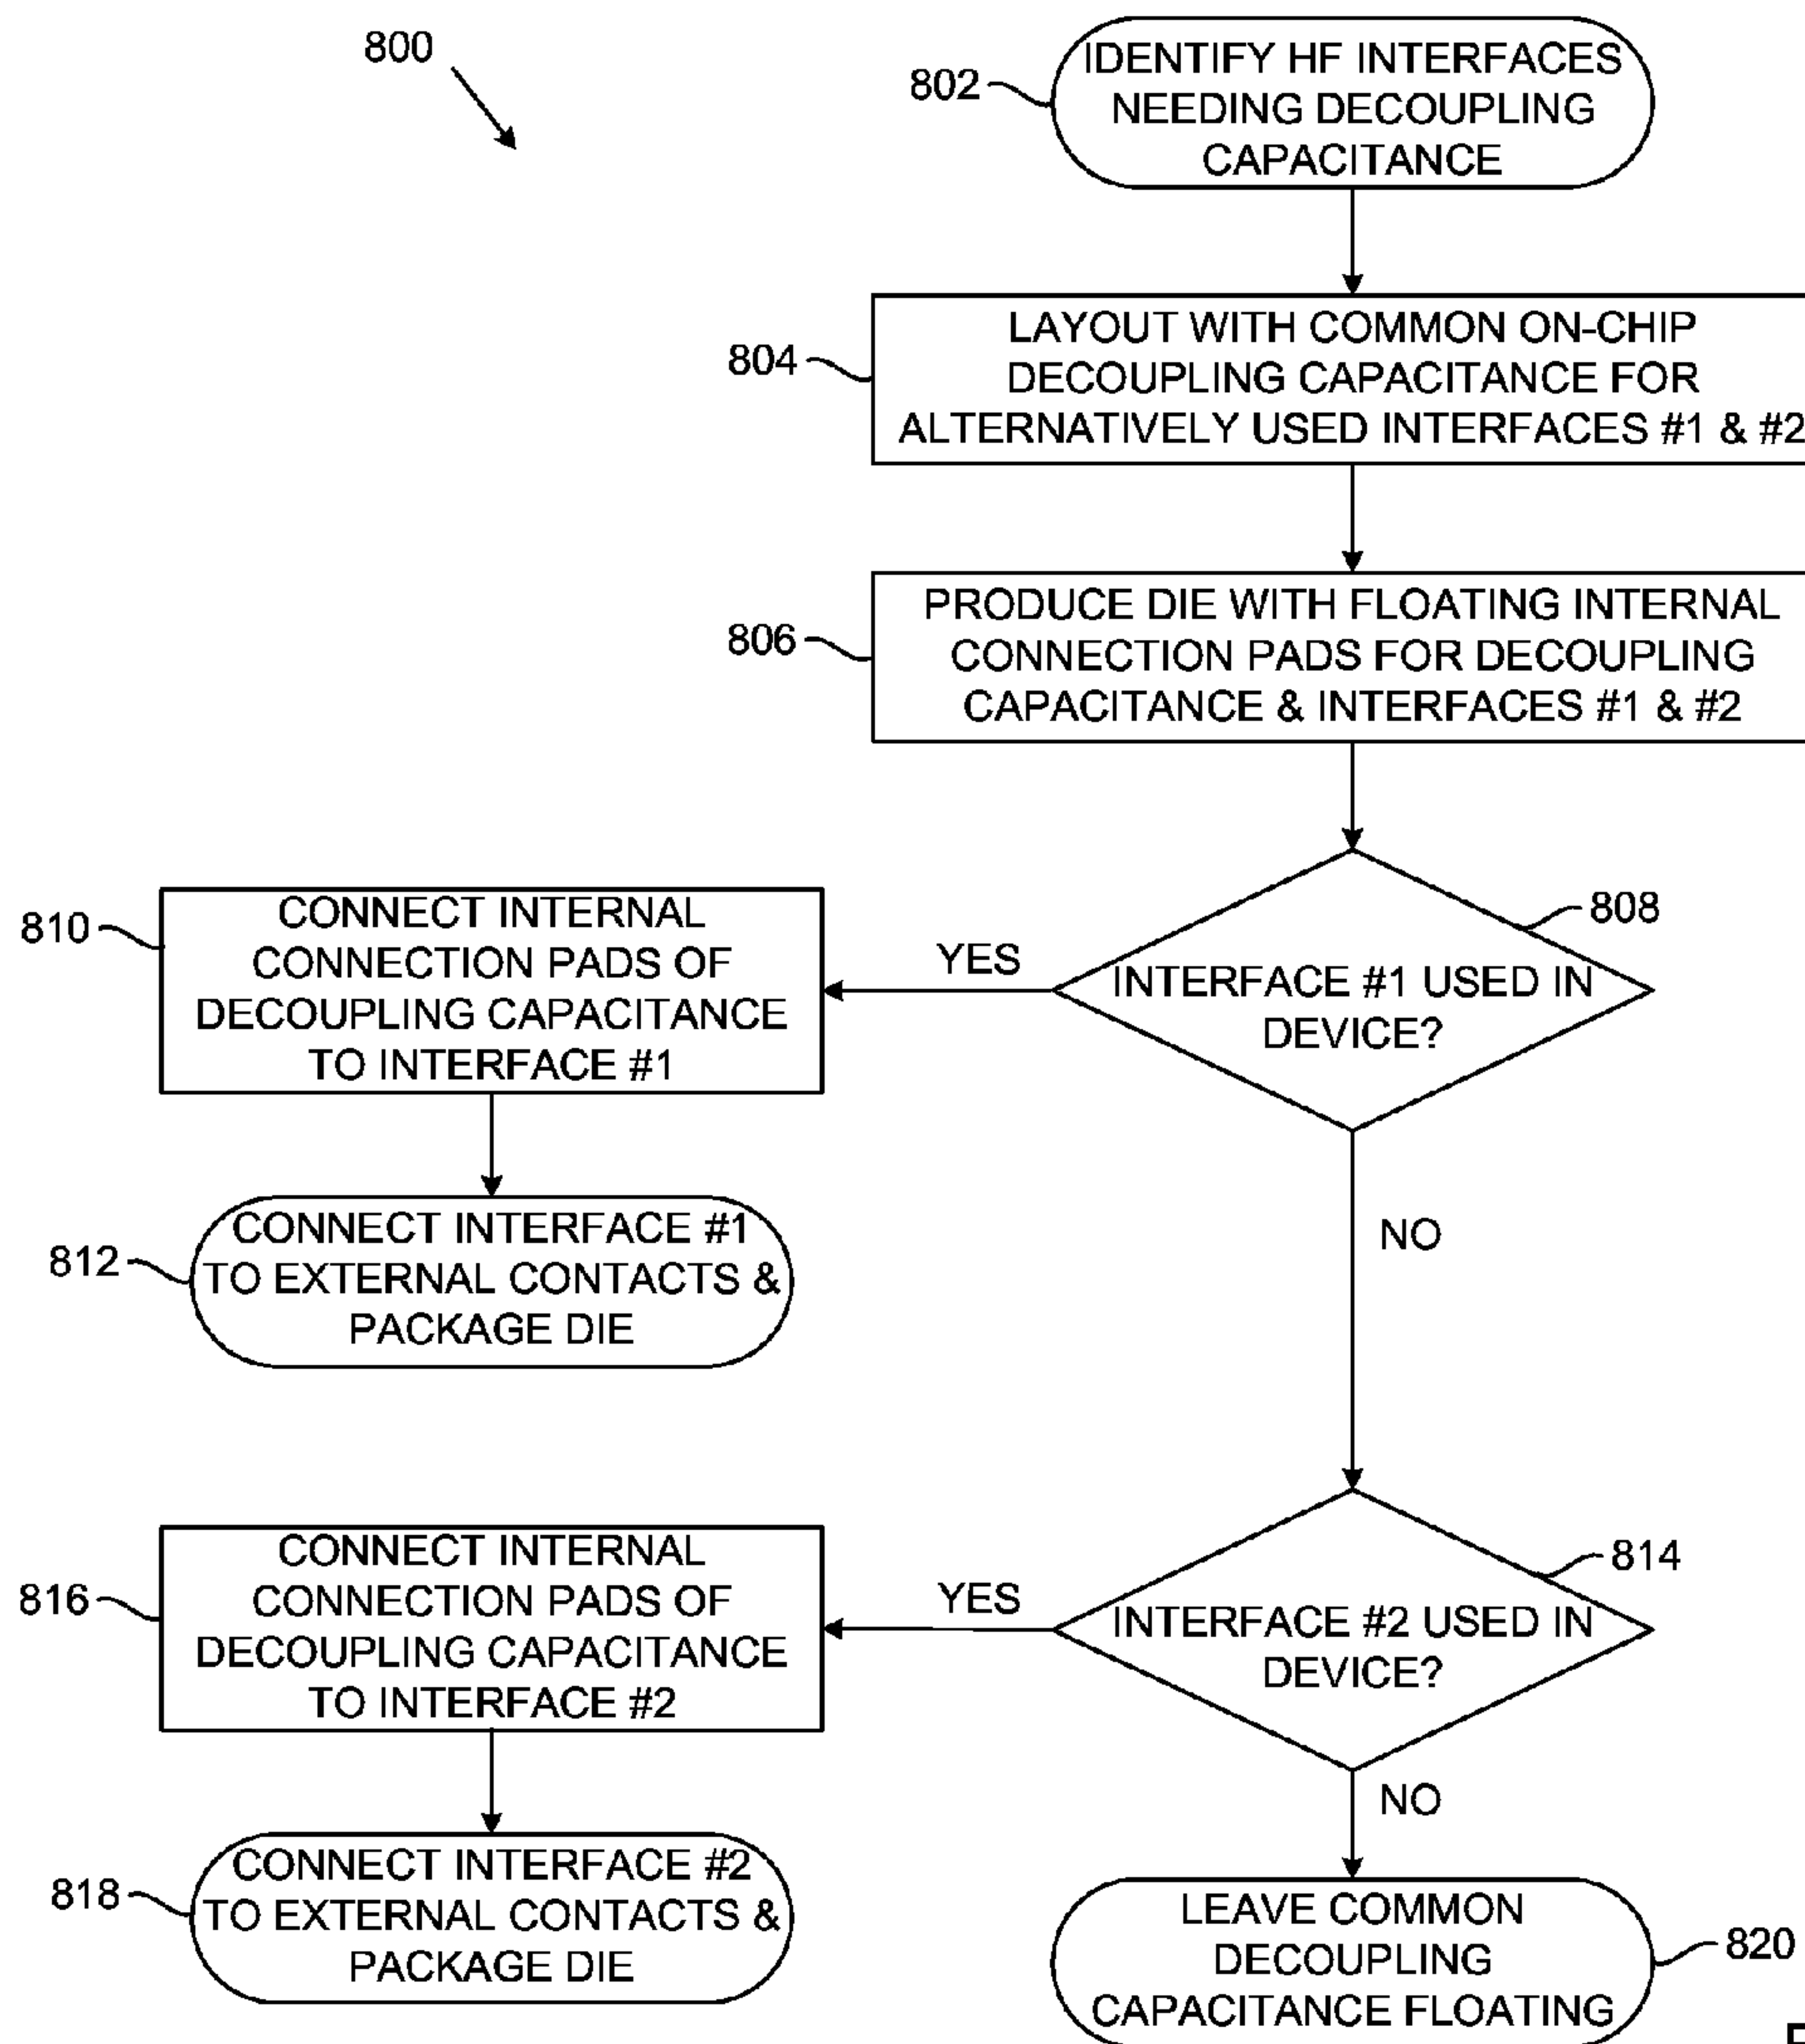 800
802
IDENTIFY HF INTERFACES
NEEDING DECOUPLING
CAPACITANCE
804
LAYOUT WITH COMMON ON-CHIP
DECOUPLING CAPACITANCE FOR
ALTERNATIVELY USED INTERFACES #1 & #2
806
PRODUCE DIE WITH FLOATING INTERNAL
CONNECTION PADS FOR DECOUPLING
CAPACITANCE & INTERFACES #1 & #2
808
INTERFACE #1 USED IN
DEVICE?
YES
810
CONNECT INTERNAL
CONNECTION PADS OF
DECOUPLING CAPACITANCE
TO INTERFACE #1
812
CONNECT INTERFACE #1
TO EXTERNAL CONTACTS &
PACKAGE DIE
NO
814
INTERFACE #2 USED IN
DEVICE?
YES
816
CONNECT INTERNAL
CONNECTION PADS OF
DECOUPLING CAPACITANCE
TO INTERFACE #2
818
CONNECT INTERFACE #2
TO EXTERNAL CONTACTS &
PACKAGE DIE
NO
LEAVE COMMON
DECOUPLING
CAPACITANCE FLOATING
820